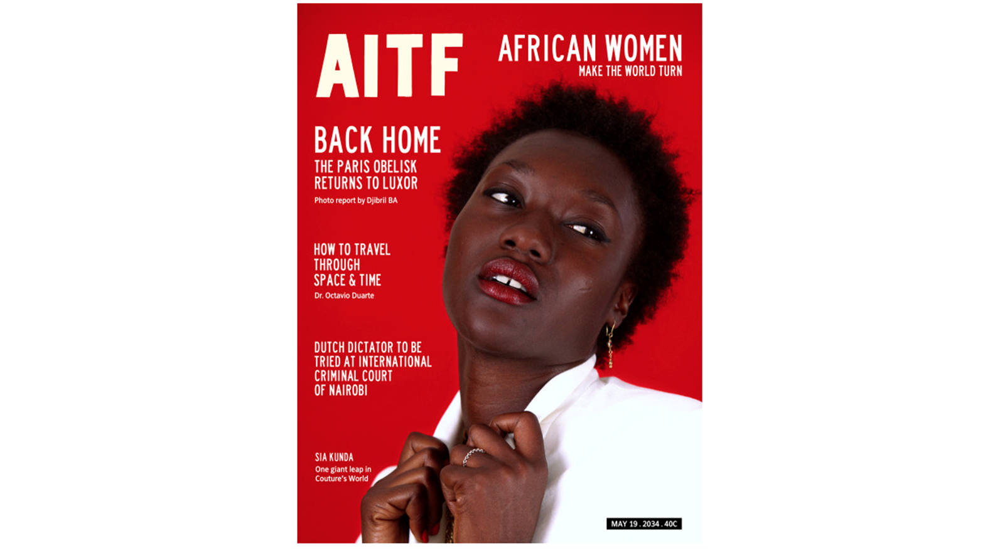 AITF
AFRICAN WOMEN
MAKE THE WORLD TURN
BACK HOME
THE PARIS OBELISK
RETURNS TO LUXOR
Photo report by Djibril BA
HOW TO TRAVEL
THROUGH
SPACE & TIME
Dr. Octavio Duarte
DUTCH DICTATOR TO BE
TRIED AT INTERNATIONAL
CRIMINAL COURT
OF NAIROBI
SIA KUNDA
One giant leap in
Couture's World
MAY 19 . 2034 . 40C